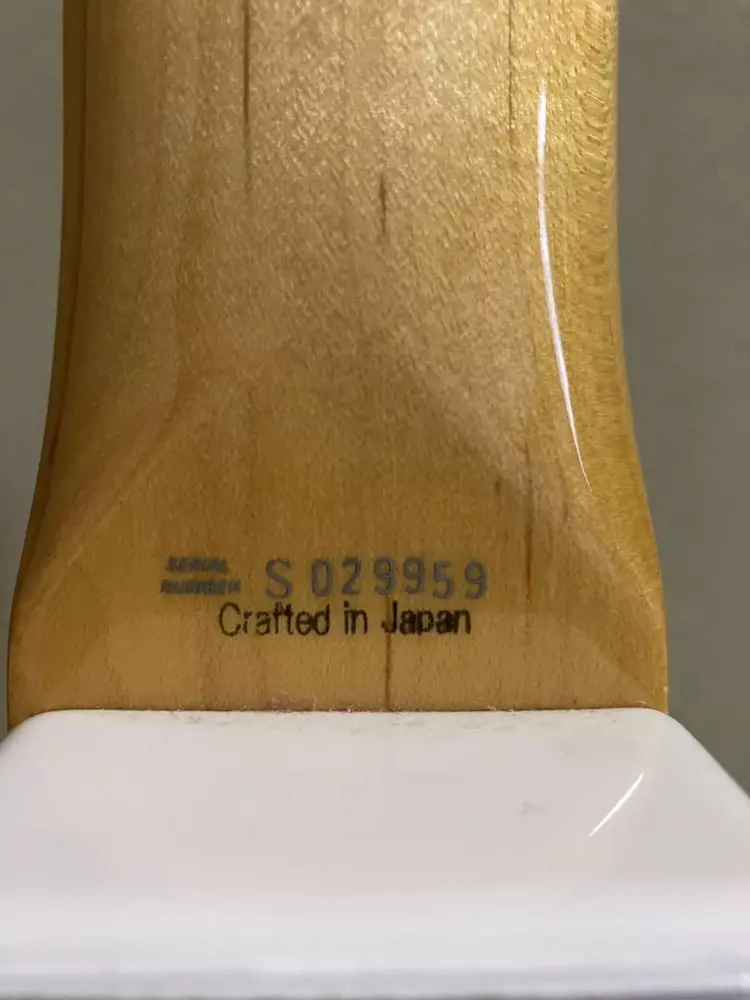 SERIAL
NUMBER S 029959
Crafted in Japan